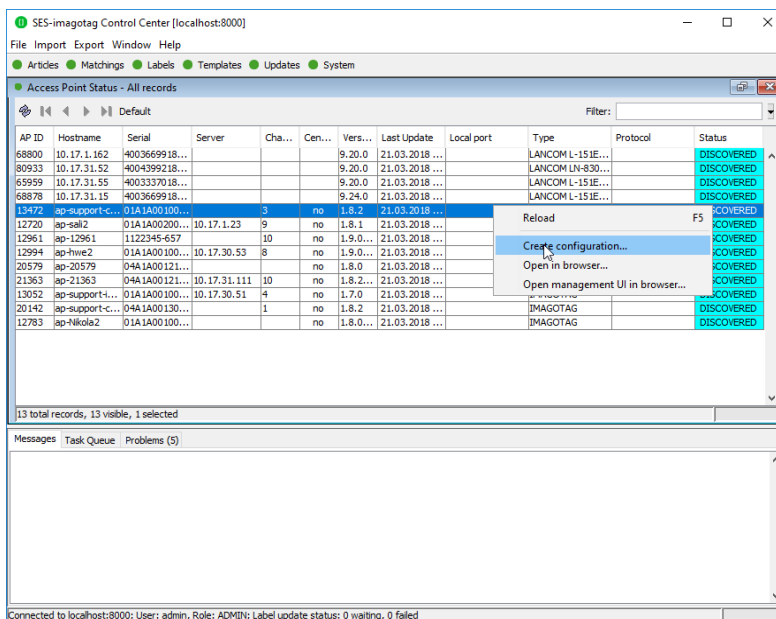 SES-imagotag Control Center [localhost:8000]
File Import Export Window Help
Articles Matchings Labels Templates Updates System
Access Point Status - All records
Default Filter:
AP ID Hostname Serial Server Cha... Cen... Vers... Last Update Local port Type Protocol Status
68800 10.17.1.162 4003669918... 9.20.0 21.03.2018 ... LANCOM L-151E... DISCOVERED
80933 10.17.31.52 4004399218... 9.20.0 21.03.2018 ... LANCOM LN-830... DISCOVERED
65959 10.17.31.55 4003337018... 9.20.0 21.03.2018 ... LANCOM L-151E... DISCOVERED
68878 10.17.31.15 4003669918... 9.24.0 21.03.2018 ... LANCOM L-151E... DISCOVERED
13472 ap-support-c... 01A1A00100... 3 no 1.8.2 21.03.2018 ... SCOVERED
12720 ap-sali2 01A1A00200... 10.17.1.23 9 no 1.8.1 21.03.2018 ... SCOVERED
12961 ap-12961 1122345-657 10 no 1.9.0... 21.03.2018 ... SCOVERED
12994 ap-hwe2 01A1A00100... 10.17.30.53 8 no 1.9.0... 21.03.2018 ... SCOVERED
20579 ap-20579 04A1A00121... no 1.8.0 21.03.2018 ... SCOVERED
21363 ap-21363 04A1A00121... 10.17.31.111 10 no 1.8.2... 21.03.2018 ... SCOVERED
13052 ap-support-i... 01A1A00100... 10.17.30.51 4 no 1.7.0 21.03.2018 ... IMAGOTAG DISCOVERED
20142 ap-support-c... 04A1A00130... 1 no 1.8.2 21.03.2018 ... IMAGOTAG DISCOVERED
12783 ap-Nikola2 01A1A00100... no 1.8.0... 21.03.2018 ... IMAGOTAG DISCOVERED
Reload F5
Create configuration...
Open in browser...
Open management UI in browser...
13 total records, 13 visible, 1 selected
Messages Task Queue Problems (5)
Connected to localhost:8000; User: admin, Role: ADMIN; Label update status: 0 waiting, 0 failed